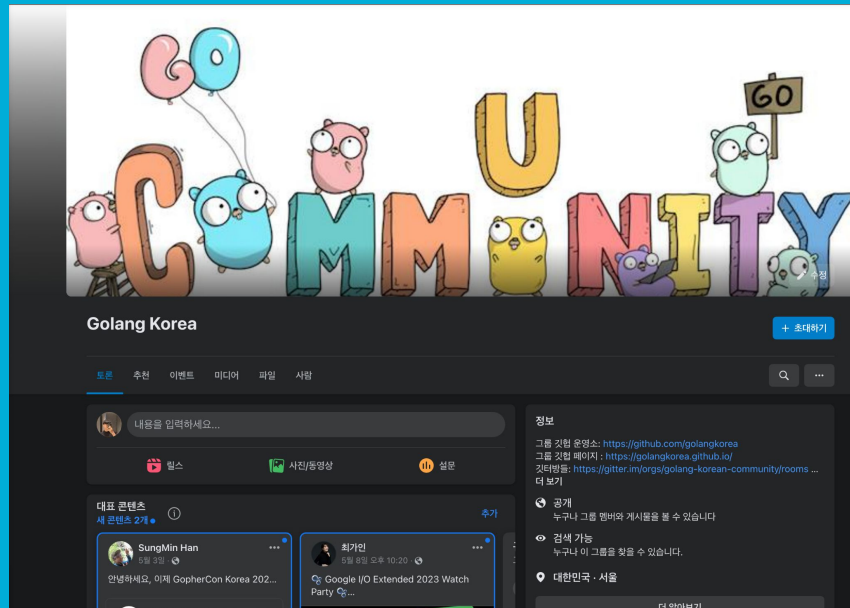 GO
COMMUNITY
GO
수정
Golang Korea
+ 초대하기
토론 추천 이벤트 미디어 파일 사람
내용을 입력하세요...
릴스 사진/동영상 설문
대표 콘텐츠
새 콘텐츠 2개
추가
SungMin Han
5월 3일
안녕하세요, 이제 GopherCon Korea 202...
최가인
5월 8일 오후 10:20
Google I/O Extended 2023 Watch
Party ...
정보
그룹 깃헙 운영소: https://github.com/golangkorea
그룹 깃헙 페이지 : https://golangkorea.github.io/
깃터방들: https://gitter.im/orgs/golang-korean-community/rooms ...
더 보기
공개
누구나 그룹 멤버와 게시물을 볼 수 있습니다
검색 가능
누구나 이 그룹을 찾을 수 있습니다.
대한민국 · 서울
더 알아보기